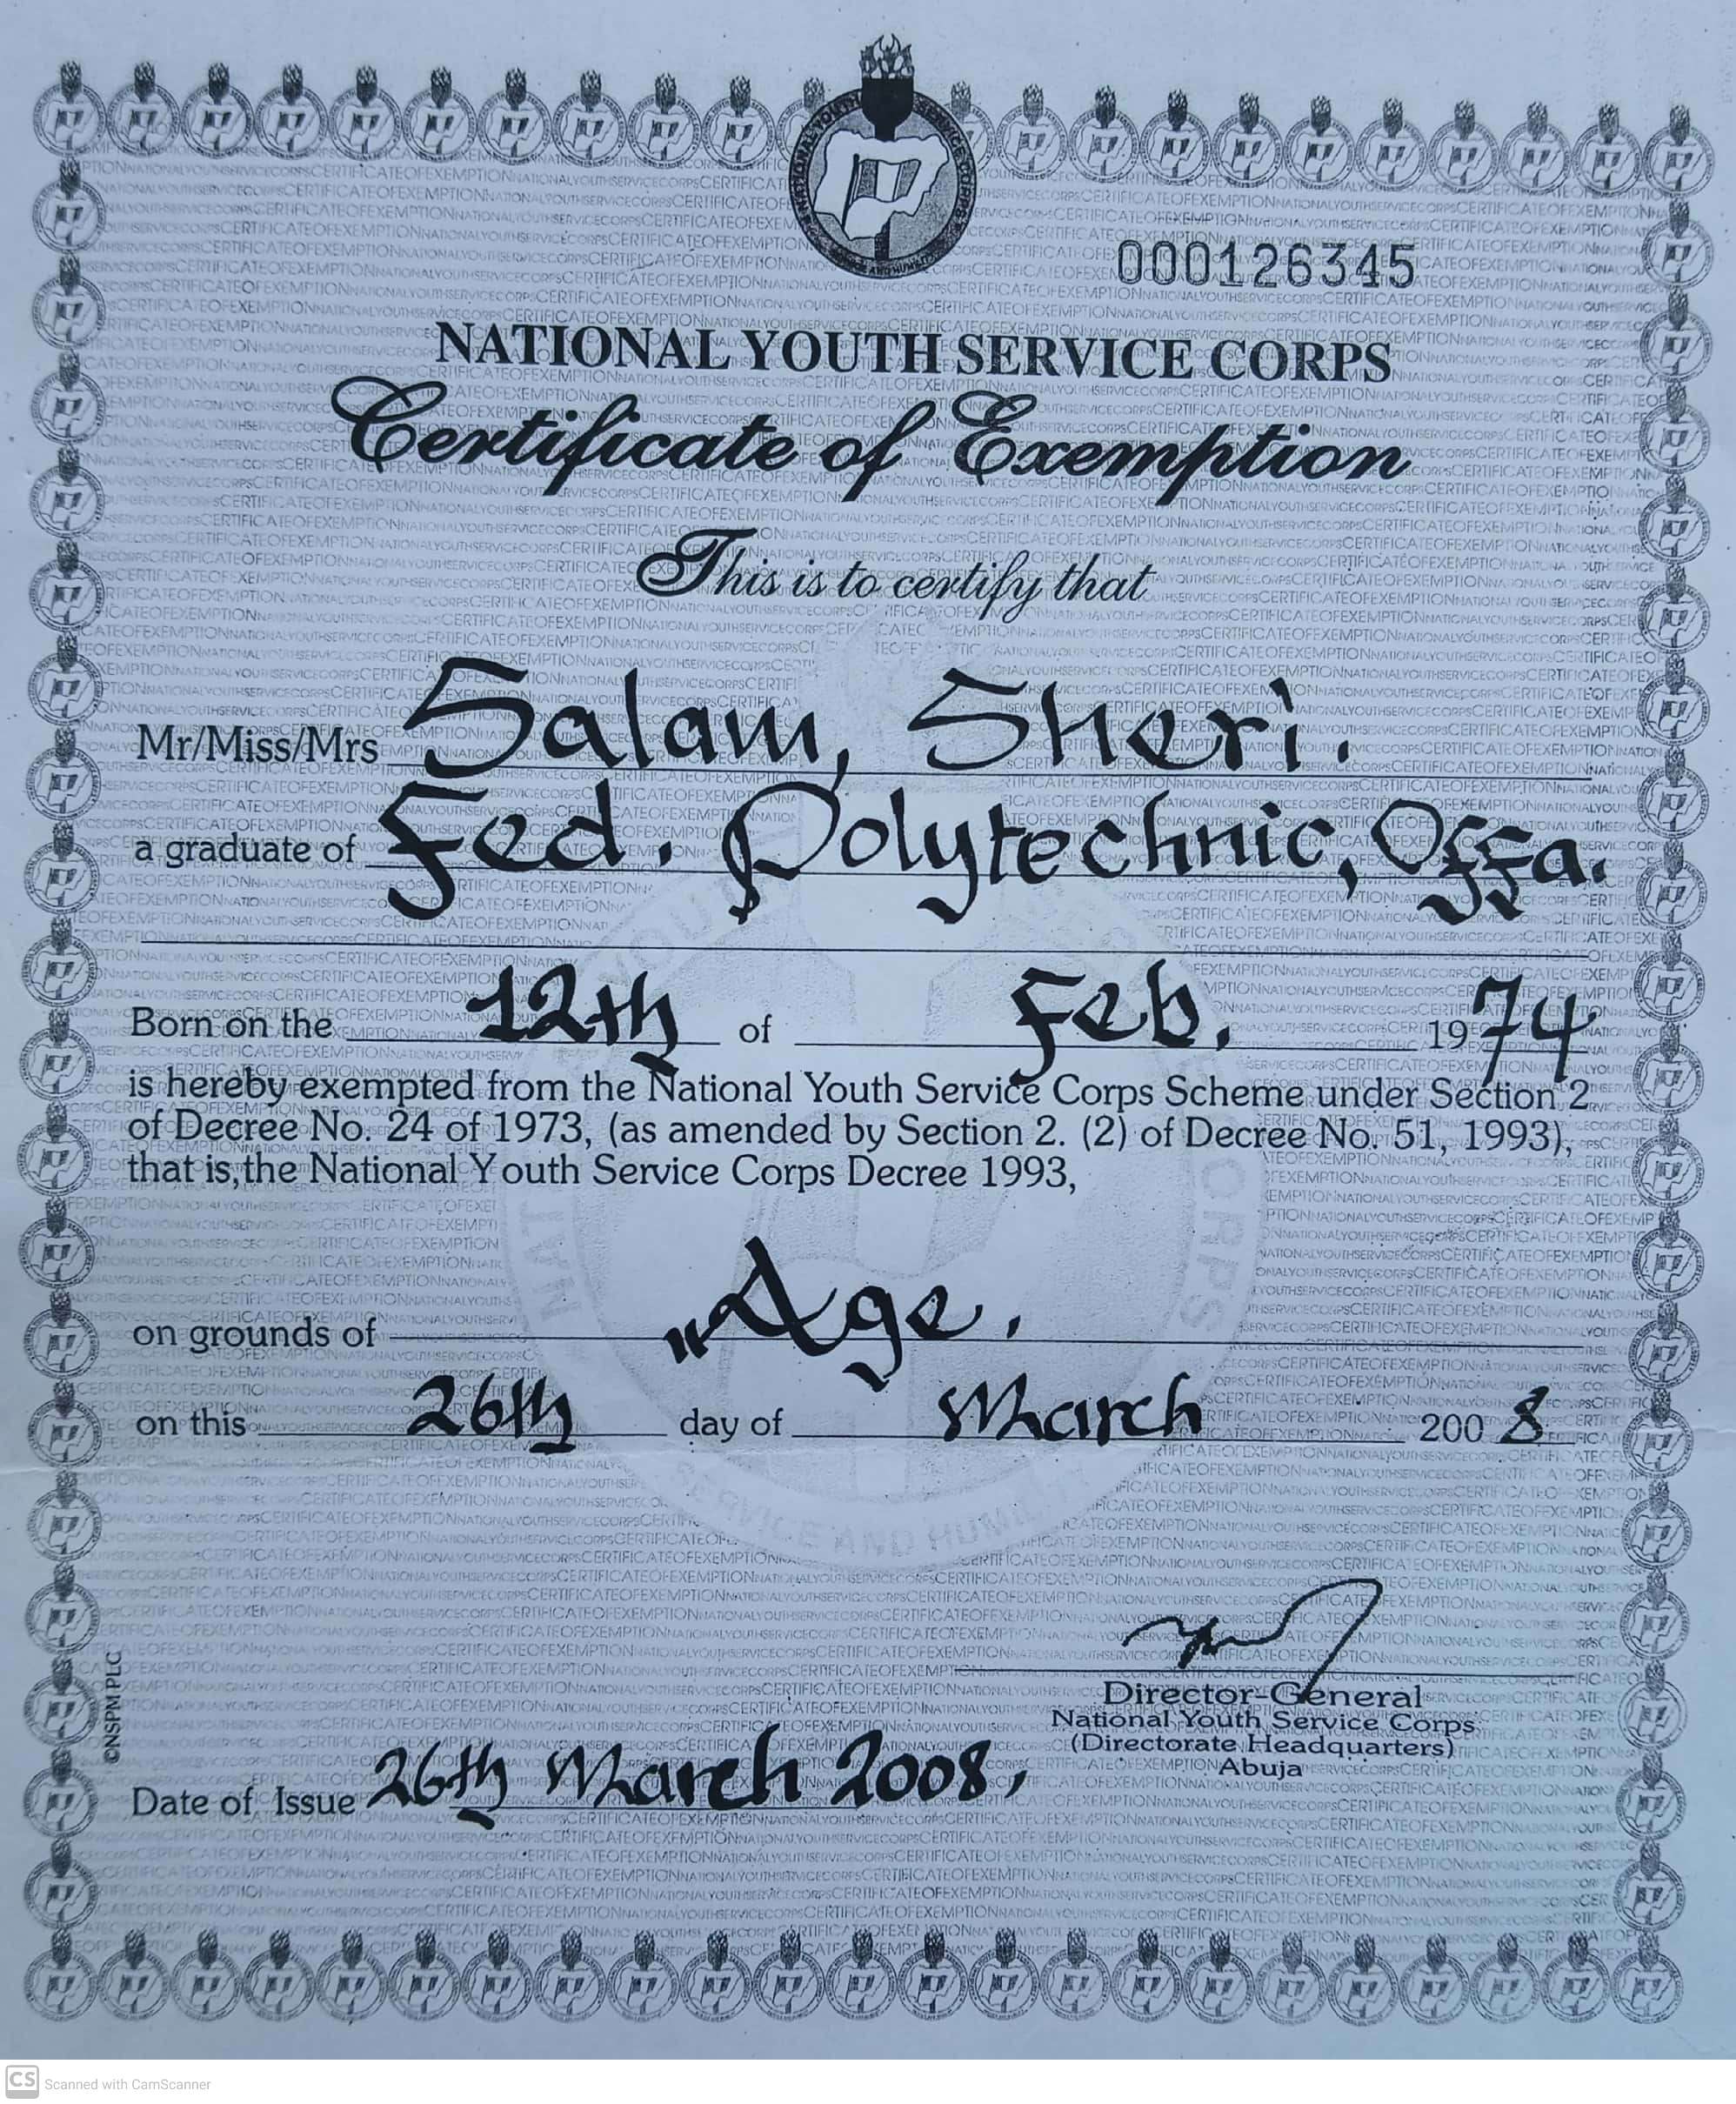 000126345
NATIONAL YOUTH SERVICE CORPS
Certificate of Exemption
This is to certify that
Mr/Miss/Mrs Salam, Sheri.
a graduate of Fed. Polytechnic, Offa.
Born on the 12th of Feb. 1974
is hereby exempted from the National Youth Service Corps Scheme under Section 2
of Decree No. 24 of 1973, (as amended by Section 2. (2) of Decree No. 51, 1993),
that is, the National Youth Service Corps Decree 1993,
on grounds of "Age.
on this 26th day of March 2008
Director-General
National Youth Service Corps
(Directorate Headquarters)
Abuja
©NSPM PLC
Date of Issue 26th March 2008.
CS Scanned with CamScanner